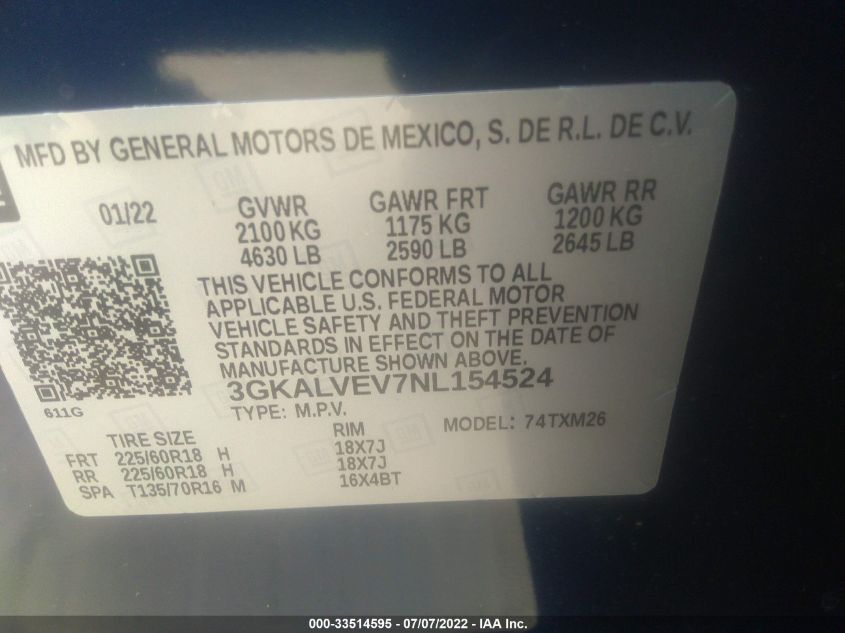 MFD BY GENERAL MOTORS DE MEXICO, S. DE R.L. DE C.V.
01/22 GVWR GAWR FRT GAWR RR
2100 KG 1175 KG 1200 KG
4630 LB 2590 LB 2645 LB
THIS VEHICLE CONFORMS TO ALL
APPLICABLE U.S. FEDERAL MOTOR
VEHICLE SAFETY AND THEFT PREVENTION
STANDARDS IN EFFECT ON THE DATE OF
MANUFACTURE SHOWN ABOVE.
3GKALVEV7NL154524
611G TYPE: M.P.V. MODEL: 74TXM26
TIRE SIZE RIM
FRT 225/60R18 H 18X7J
RR 225/60R18 H 18X7J
SPA T135/70R16 M 16X4BT
000-33514595 - 07/07/2022 - IAA Inc.